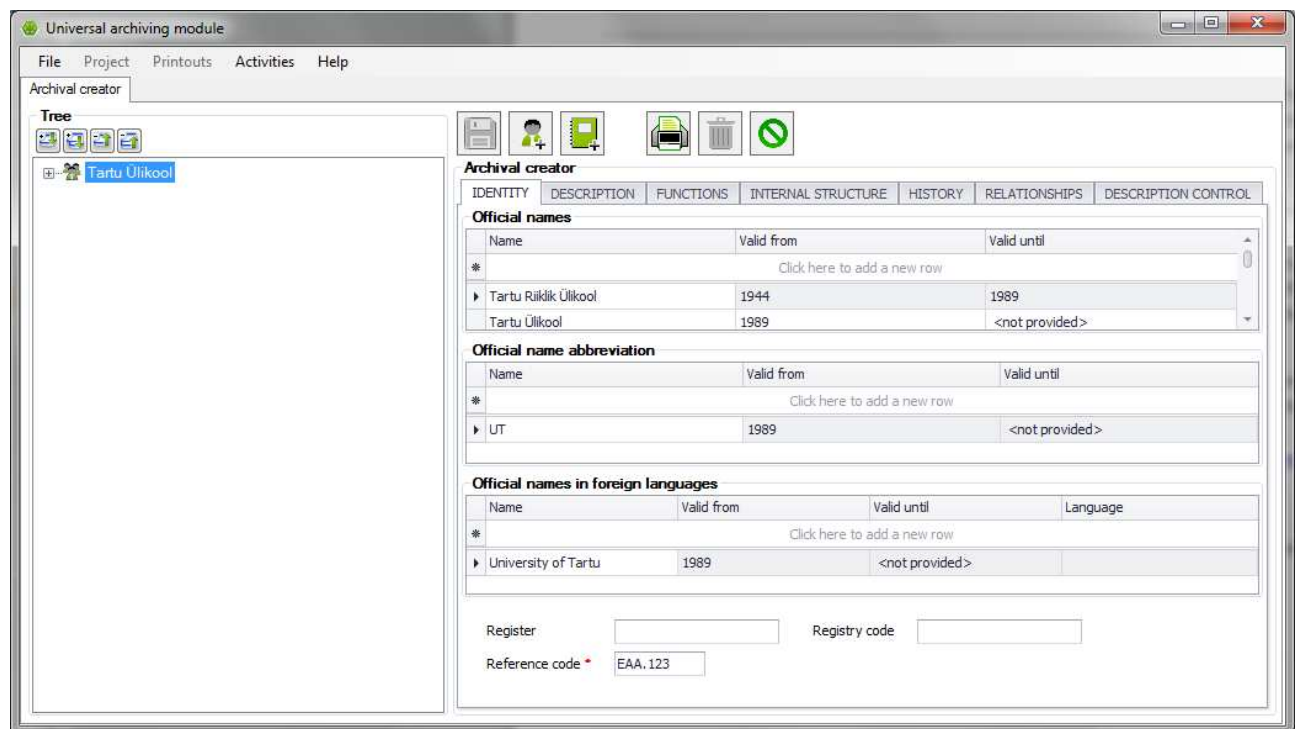 Universal archiving module
File Project Printouts Activities Help
Archival creator
Tree
Tartu Ülikool
Archival creator
IDENTITY DESCRIPTION FUNCTIONS INTERNAL STRUCTURE HISTORY RELATIONSHIPS DESCRIPTION CONTROL
Official names
Name Valid from Valid until
Click here to add a new row
Tartu Riiklik Ülikool 1944 1989
Tartu Ülikool 1989 <not provided>
Official name abbreviation
Name Valid from Valid until
Click here to add a new row
UT 1989 <not provided>
Official names in foreign languages
Name Valid from Valid until Language
Click here to add a new row
University of Tartu 1989 <not provided>
Register Registry code
Reference code * EAA.123